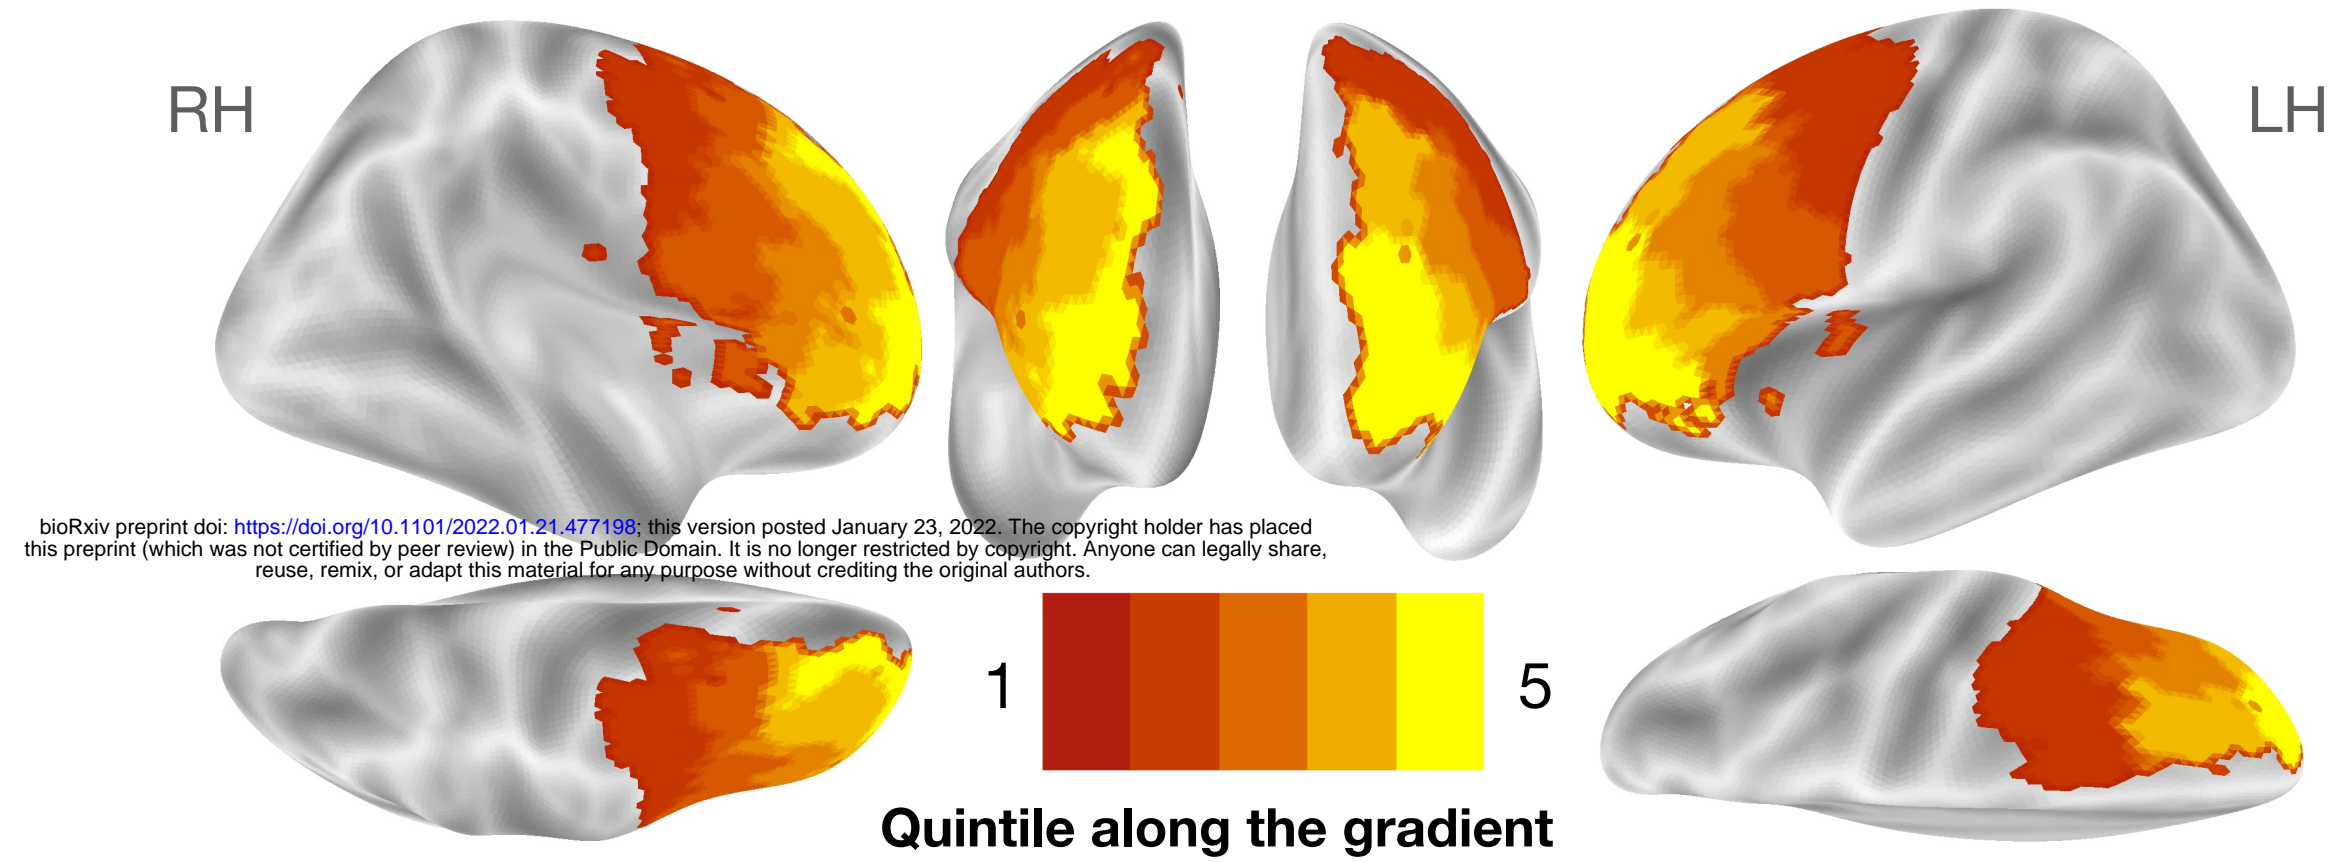 RH
LH
bioRxiv preprint doi: https://doi.org/10.1101/2022.01.21.477198; this version posted January 23, 2022. The copyright holder has placed
this preprint (which was not certified by peer review) in the Public Domain. It is no longer restricted by copyright. Anyone can legally share,
reuse, remix, or adapt this material for any purpose without crediting the original authors.
1
5
Quintile along the gradient